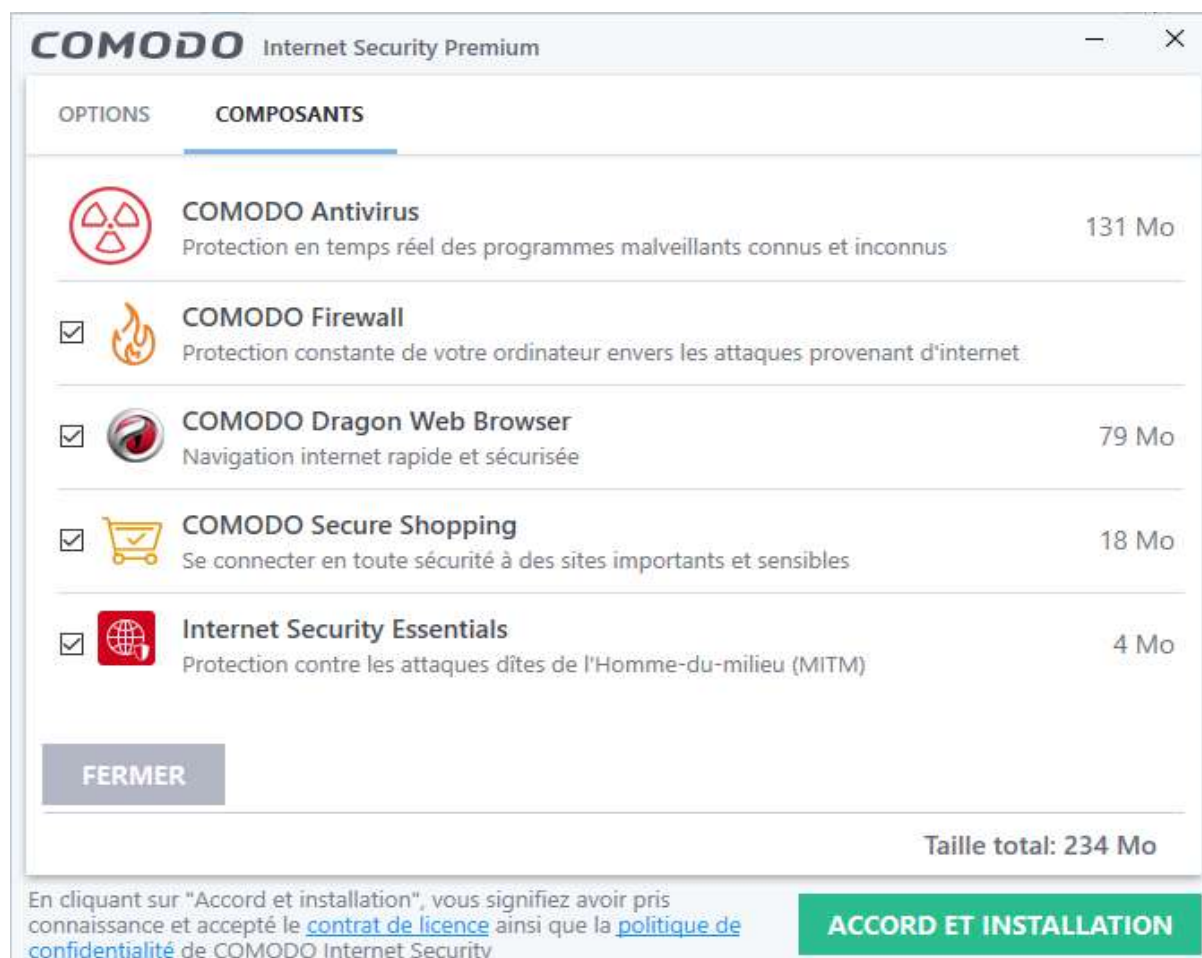 COMODO Internet Security Premium
OPTIONS COMPOSANTS
COMODO Antivirus
131 Mo
Protection en temps réel des programmes malveillants connus et inconnus
COMODO Firewall
Protection constante de votre ordinateur envers les attaques provenant d'internet
COMODO Dragon Web Browser
79 Mo
Navigation internet rapide et sécurisée
COMODO Secure Shopping
18 Mo
Se connecter en toute sécurité à des sites importants et sensibles
Internet Security Essentials
4 Mo
Protection contre les attaques dîtes de l'Homme-du-milieu (MITM)
FERMER
Taille total: 234 Mo
En cliquant sur "Accord et installation", vous signifiez avoir pris
connaissance et accepté le contrat de licence ainsi que la politique de
confidentialité de COMODO Internet Security
ACCORD ET INSTALLATION